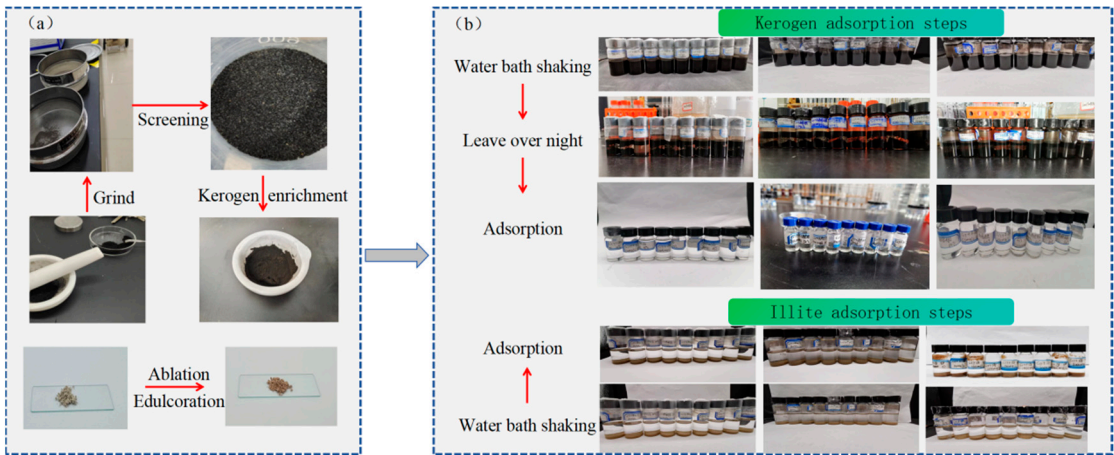 (a)
Screening
Grind
Kerogen enrichment
Ablation
Edulcoration
(b)
Kerogen adsorption steps
Water bath shaking
Leave over night
Adsorption
Illite adsorption steps
Adsorption
Water bath shaking